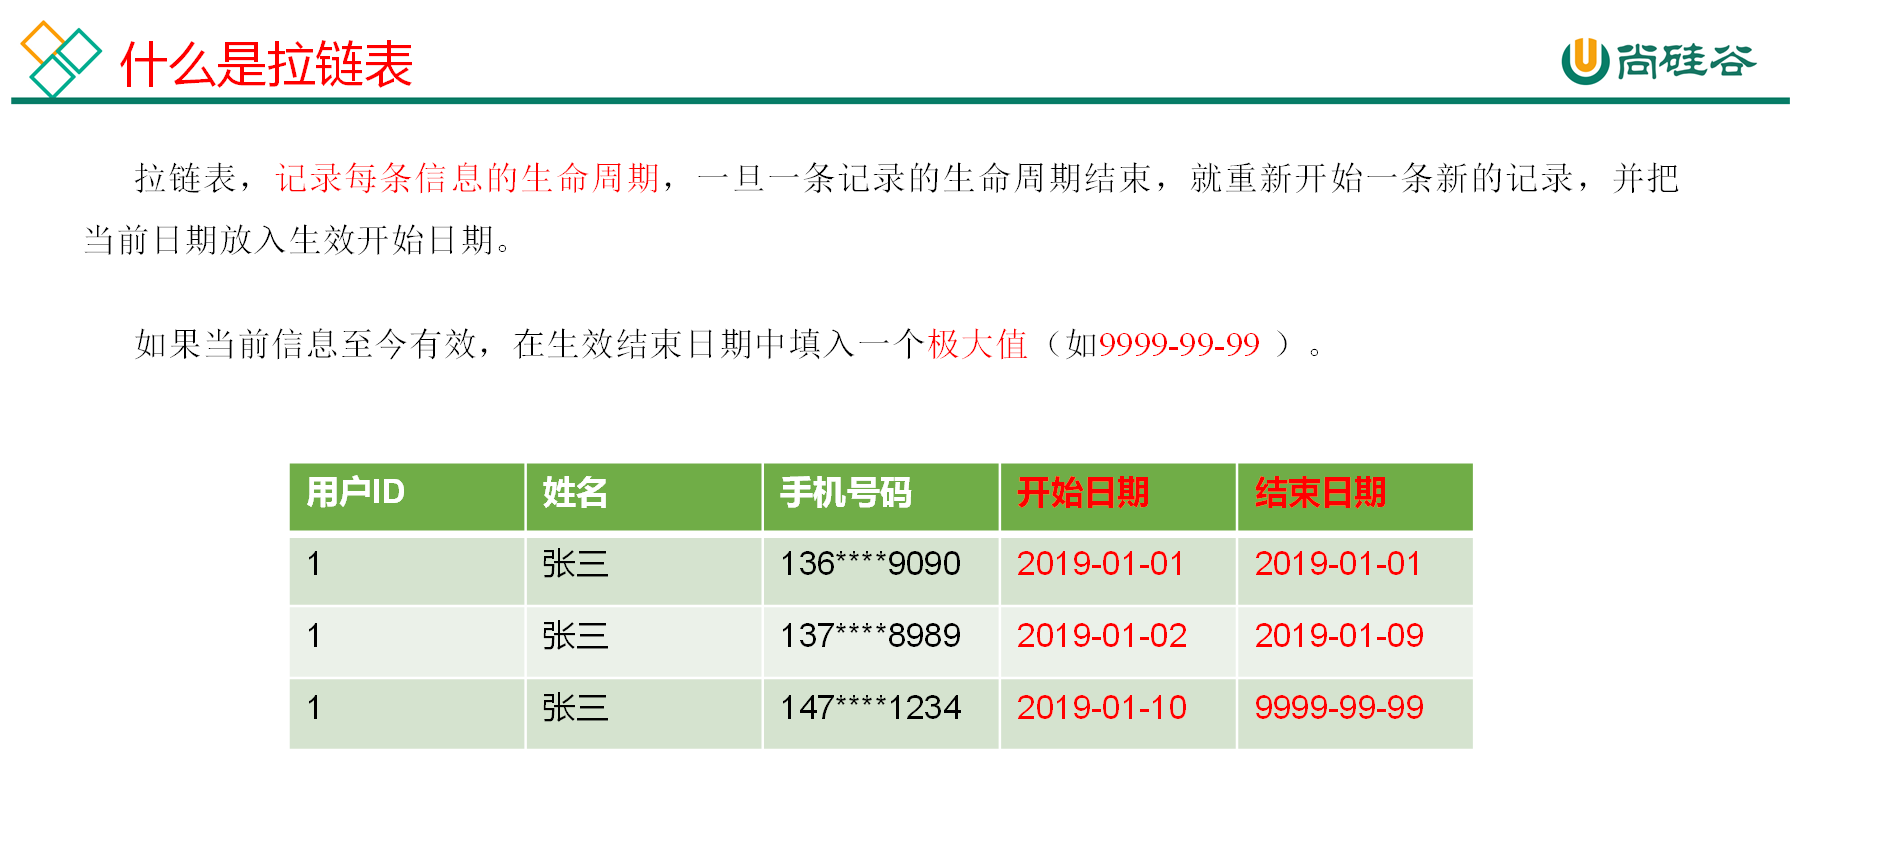 什么是拉链表
尚硅谷
拉链表，记录每条信息的生命周期，一旦一条记录的生命周期结束，就重新开始一条新的记录，并把
当前日期放入生效开始日期。
如果当前信息至今有效，在生效结束日期中填入一个极大值（如9999-99-99 ）。
用户ID 姓名 手机号码 开始日期 结束日期
1 张三 136****9090 2019-01-01 2019-01-01
1 张三 137****8989 2019-01-02 2019-01-09
1 张三 147****1234 2019-01-10 9999-99-99